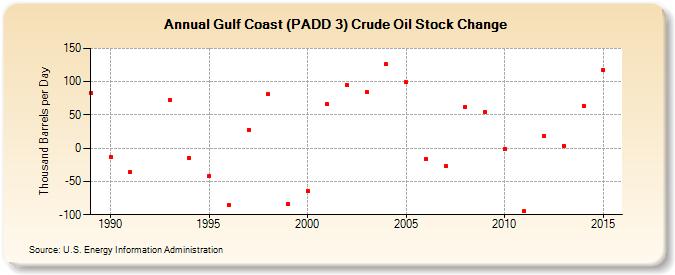 Annual Gulf Coast (PADD 3) Crude Oil Stock Change
Thousand Barrels per Day
150
100
50
0
-50
-100
1990 1995 2000 2005 2010 2015
Source: U.S. Energy Information Administration